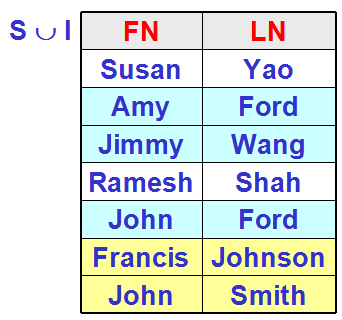 S ∪ I FN LN
Susan Yao
Amy Ford
Jimmy Wang
Ramesh Shah
John Ford
Francis Johnson
John Smith